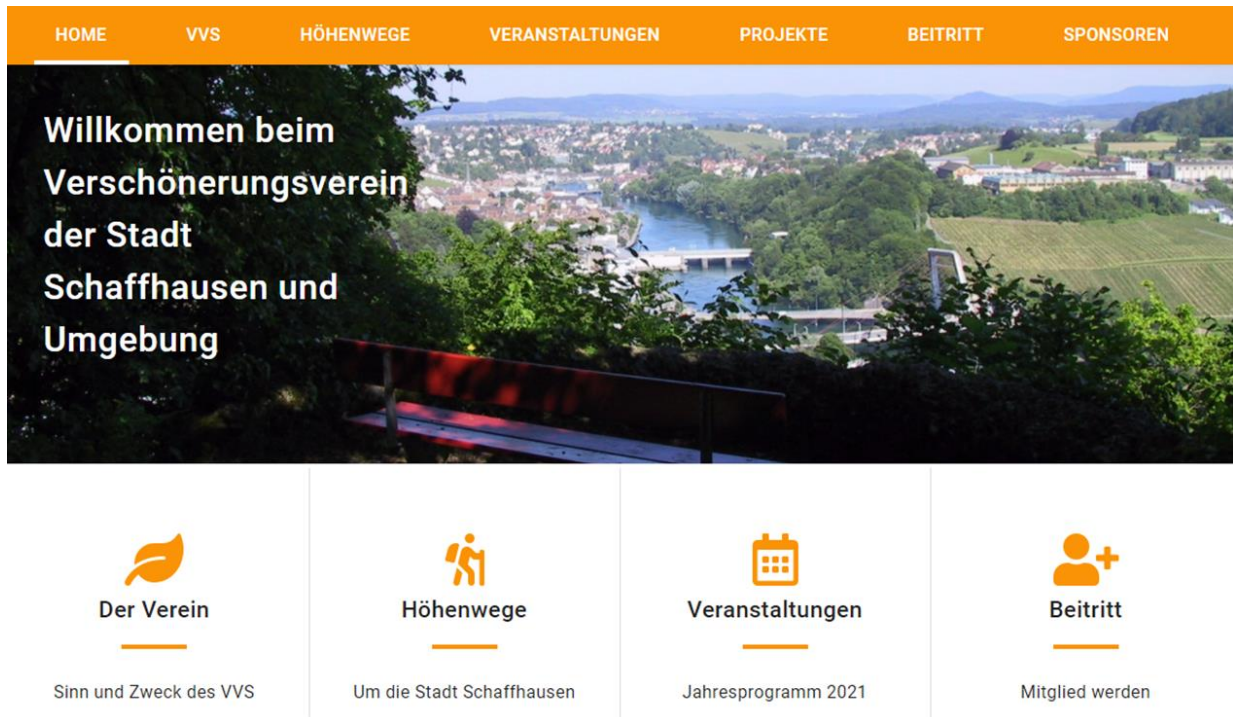 HOME VVS HÖHENWEGE VERANSTALTUNGEN PROJEKTE BEITRITT SPONSOREN
Willkommen beim
Verschönerungsverein
der Stadt
Schaffhausen und
Umgebung
Der Verein
Sinn und Zweck des VVS
Höhenwege
Um die Stadt Schaffhausen
Veranstaltungen
Jahresprogramm 2021
Beitritt
Mitglied werden